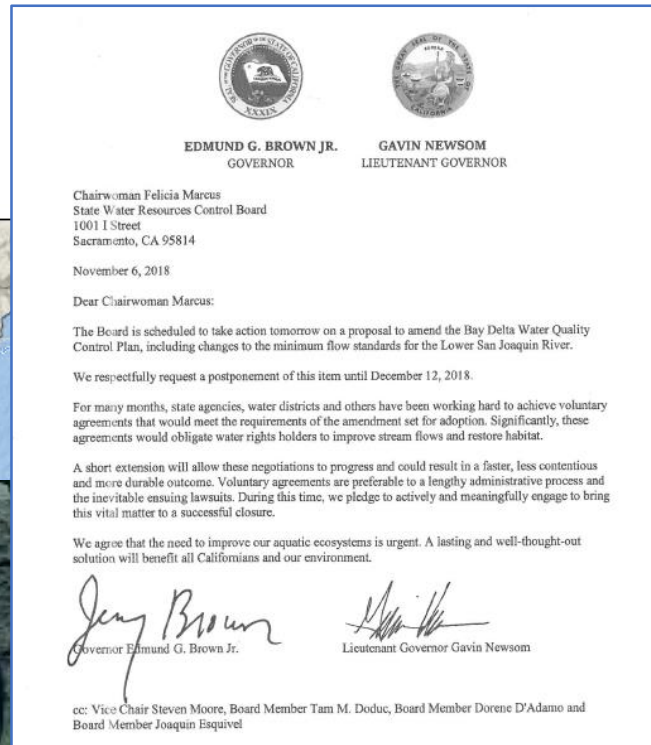 EDMUND G. BROWN JR.
GOVERNOR
GAVIN NEWSOM
LIEUTENANT GOVERNOR
Chairwoman Felicia Marcus
State Water Resources Control Board
1001 I Street
Sacramento, CA 95814
November 6, 2018
Dear Chairwoman Marcus:
The Board is scheduled to take action tomorrow on a proposal to amend the Bay Delta Water Quality
Control Plan, including changes to the minimum flow standards for the Lower San Joaquin River.
We respectfully request a postponement of this item until December 12, 2018.
For many months, state agencies, water districts and others have been working hard to achieve voluntary
agreements that would meet the requirements of the amendment set for adoption. Significantly, these
agreements would obligate water rights holders to improve stream flows and restore habitat.
A short extension will allow these negotiations to progress and could result in a faster, less contentious
and more durable outcome. Voluntary agreements are preferable to a lengthy administrative process and
the inevitable ensuing lawsuits. During this time, we pledge to actively and meaningfully engage to bring
this vital matter to a successful closure.
We agree that the need to improve our aquatic ecosystems is urgent. A lasting and well-thought-out
solution will benefit all Californians and our environment.
Jerry Brown
Governor Edmund G. Brown Jr.
Lieutenant Governor Gavin Newsom
cc: Vice Chair Steven Moore, Board Member Tam M. Doduc, Board Member Dorene D'Adamo and
Board Member Joaquin Esquivel